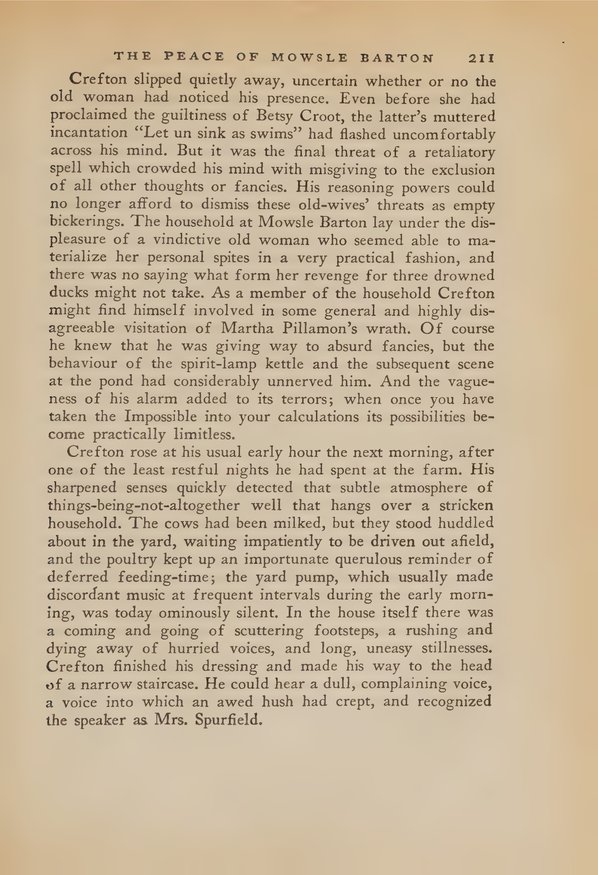 THE PEACE OF MOWSLE BARTON 211
Crefton slipped quietly away, uncertain whether or no the
old woman had noticed his presence. Even before she had
proclaimed the guiltiness of Betsy Croot, the latter's muttered
incantation “Let un sink as swims” had flashed uncomfortably
across his mind. But it was the final threat of a retaliatory
spell which crowded his mind with misgiving to the exclusion
of all other thoughts or fancies. His reasoning powers could
no longer afford to dismiss these old-wives' threats as empty
bickerings. The household at Mowsle Barton lay under the dis-
pleasure of a vindictive old woman who seemed able to ma-
terialize her personal spites in a very practical fashion, and
there was no saying what form her revenge for three drowned
ducks might not take. As a member of the household Crefton
might find himself involved in some general and highly dis-
agreeable visitation of Martha Pillamon's wrath. Of course
he knew that he was giving way to absurd fancies, but the
behaviour of the spirit-lamp kettle and the subsequent scene
at the pond had considerably unnerved him. And the vague-
ness of his alarm added to its terrors; when once you have
taken the Impossible into your calculations its possibilities be-
come practically limitless.
Crefton rose at his usual early hour the next morning, after
one of the least restful nights he had spent at the farm. His
sharpened senses quickly detected that subtle atmosphere of
things-being-not-altogether well that hangs over a stricken
household. The cows had been milked, but they stood huddled
about in the yard, waiting impatiently to be driven out afield,
and the poultry kept up an importunate querulous reminder of
deferred feeding-time; the yard pump, which usually made
discordant music at frequent intervals during the early morn-
ing, was today ominously silent. In the house itself there was
a coming and going of scuttering footsteps, a rushing and
dying away of hurried voices, and long, uneasy stillnesses.
Crefton finished his dressing and made his way to the head
of a narrow staircase. He could hear a dull, complaining voice,
a voice into which an awed hush had crept, and recognized
the speaker as Mrs. Spurfield.